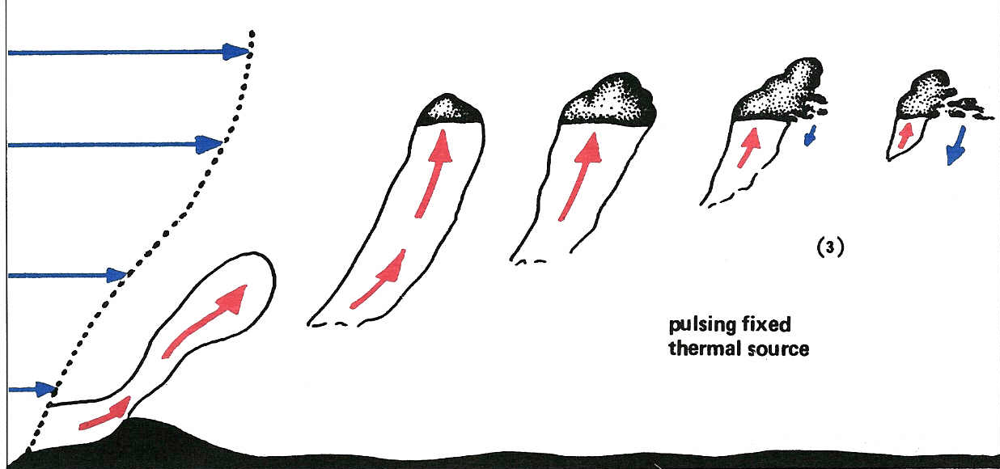 (3)
pulsing fixed
thermal source